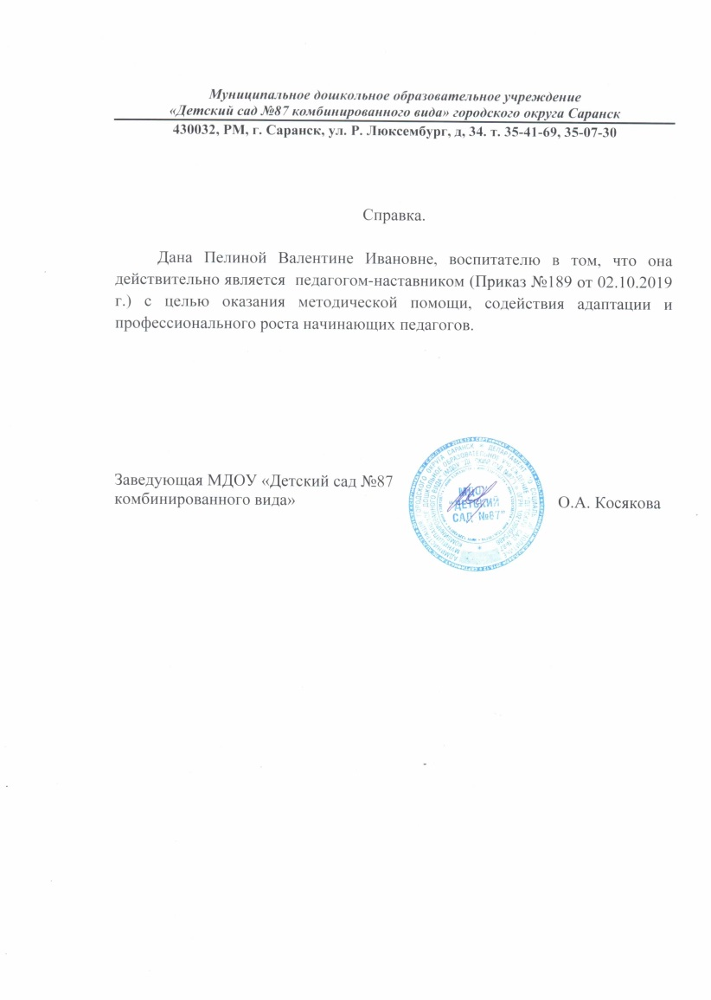 Муниципальное дошкольное образовательное учреждение
«Детский сад №87 комбинированного вида» городского округа Саранск
430032, РМ, г. Саранск, ул. Р. Люксембург, д, 34. т. 35-41-69, 35-07-30
Справка.
Дана Пелиной Валентине Ивановне, воспитателю в том, что она
действительно является педагогом-наставником (Приказ №189 от 02.10.2019
г.) с целью оказания методической помощи, содействия адаптации и
профессионального роста начинающих педагогов.
Заведующая МДОУ «Детский сад №87
комбинированного вида»
МДОУ
"ДЕТСКИЙ
САД №87"
О.А. Косякова